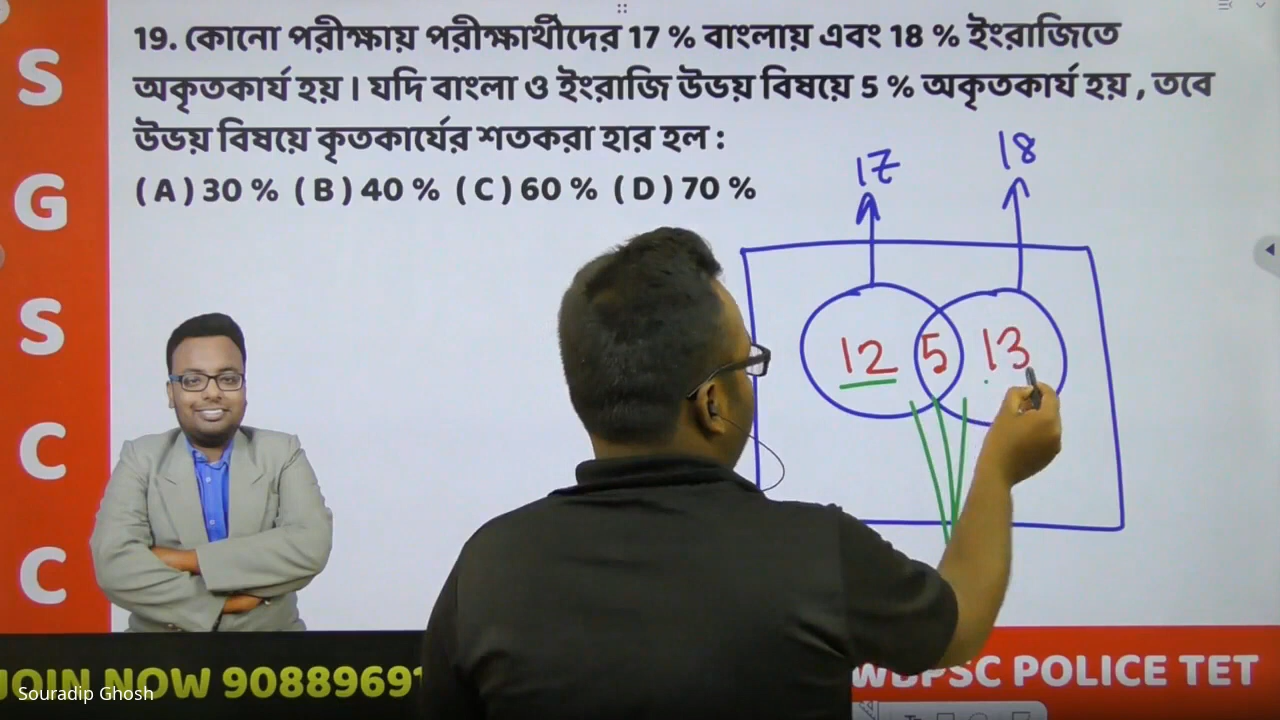 S
G
S
C
C
19. কোনো পরীক্ষায় পরীক্ষার্থীদের 17 % বাংলায় এবং 18 % ইংরাজিতে
অকৃতকার্য হয় । যদি বাংলা ও ইংরাজি উভয় বিষয়ে 5 % অকৃতকার্য হয় , তবে
উভয় বিষয়ে কৃতকার্যের শতকরা হার হল :
( A ) 30 % ( B ) 40 % ( C ) 60 % ( D ) 70 %
17 18
12 5 13
JOIN NOW 9088969
WBPSC POLICE TET
Souradip Ghosh